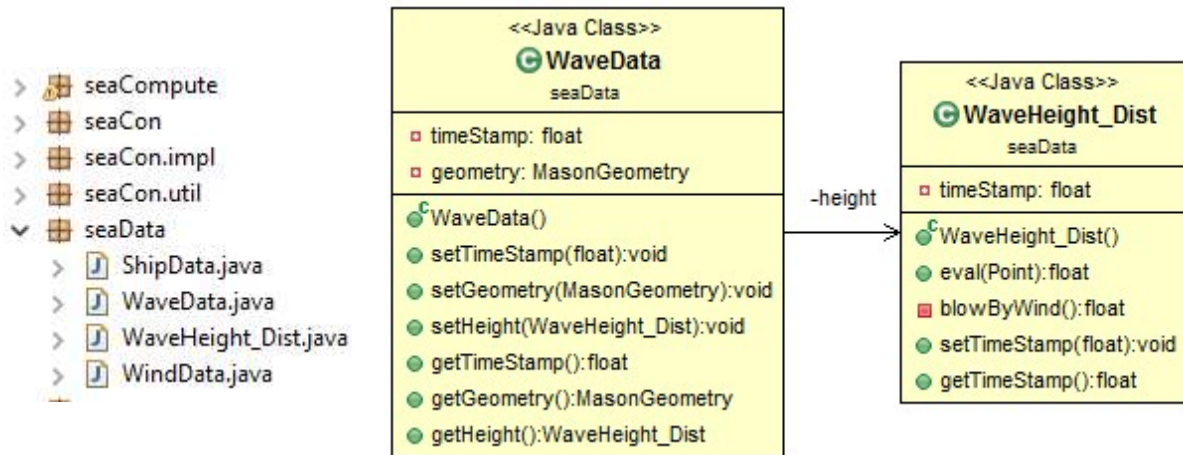 seaCompute
seaCon
seaCon.impl
seaCon.util
seaData
ShipData.java
WaveData.java
WaveHeight_Dist.java
WindData.java
<<Java Class>>
WaveData
seaData
timeStamp: float
geometry: MasonGeometry
WaveData()
setTimeStamp(float):void
setGeometry(MasonGeometry):void
setHeight(WaveHeight_Dist):void
getTimeStamp():float
getGeometry():MasonGeometry
getHeight():WaveHeight_Dist
-height
<<Java Class>>
WaveHeight_Dist
seaData
timeStamp: float
WaveHeight_Dist()
eval(Point):float
blowByWind():float
setTimeStamp(float):void
getTimeStamp():float